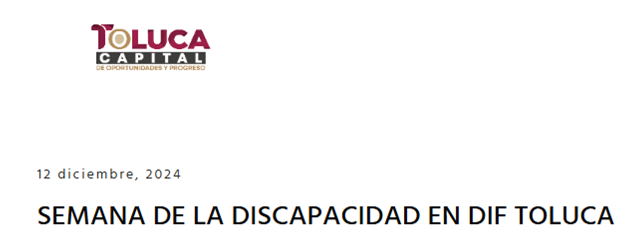 TOLUCA
CAPITAL
DE OPORTUNIDADES Y PROGRESO
12 diciembre, 2024
SEMANA DE LA DISCAPACIDAD EN DIF TOLUCA